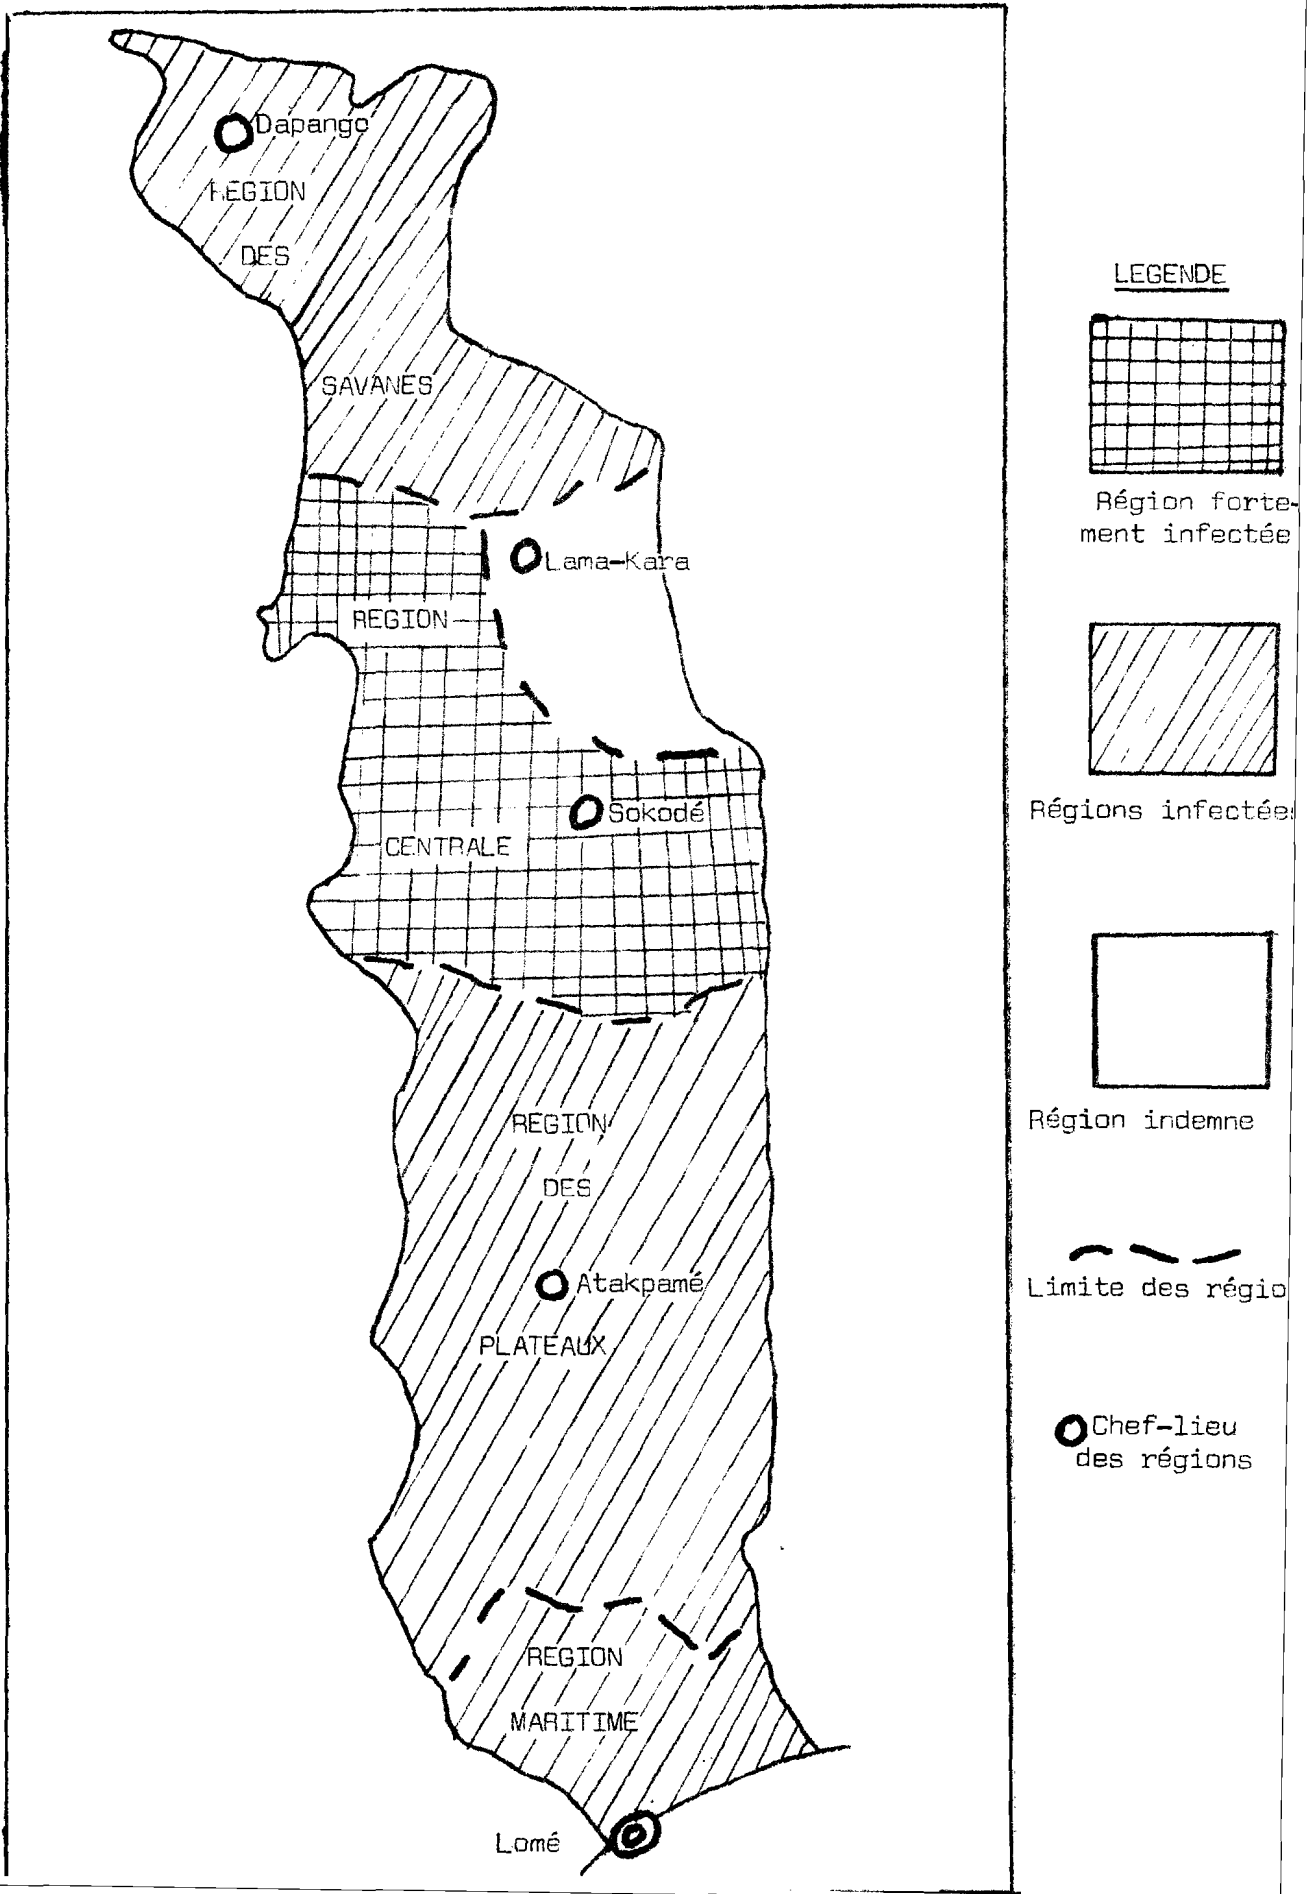 Dapango
REGION
DES
SAVANES
Lama-Kara
REGION
Sokodé
CENTRALE
REGION
DES
Atakpamé
PLATEAUX
REGION
MARITIME
Lomé
LEGENDE
Région forte-
ment infectée
Régions infectées
Région indemne
Limite des régio
Chef-lieu
des régions